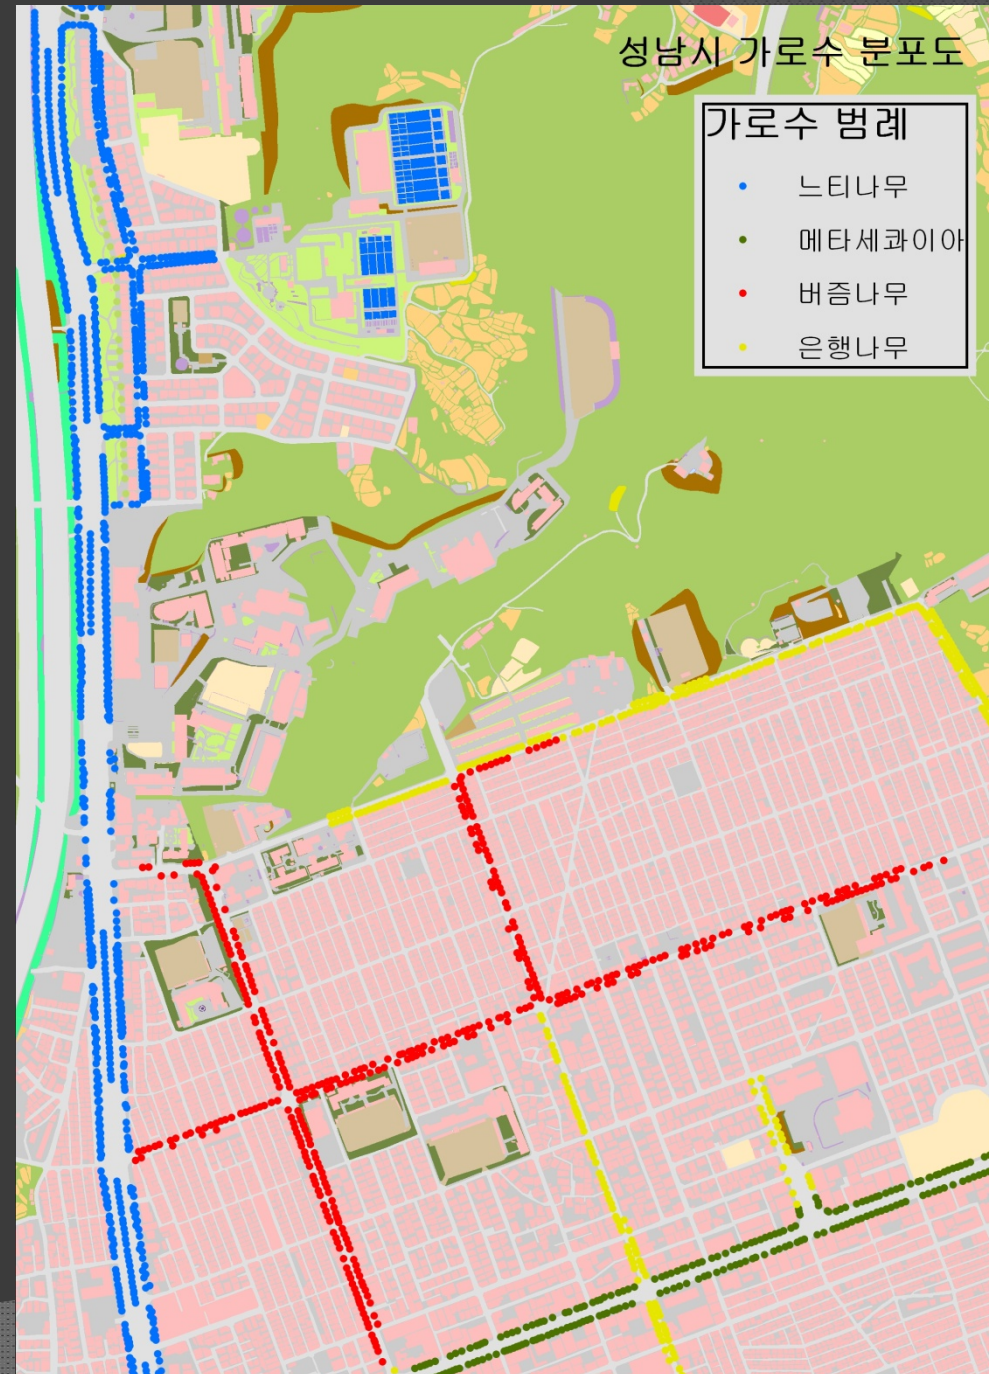 성남시 가로수 분포도
가로수 범례
느티나무
메타세콰이아
버즘나무
은행나무